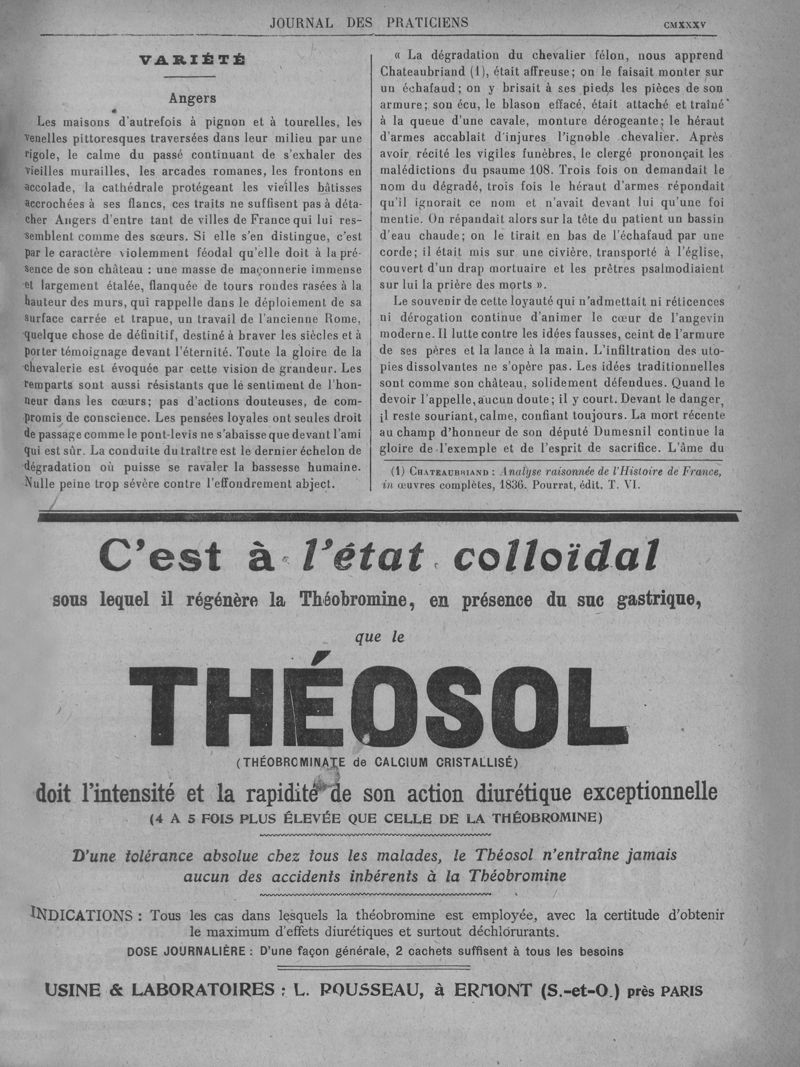 JOURNAL DES PRATICIENS
CMXXXV
VARIÉTÉ
Angers
Les maisons d'autrefois à pignon et à tourelles, les
venelles pittoresques traversées dans leur milieu par une
rigole, le calme du passé continuant de s'exhaler des
vieilles murailles, les arcades romanes, les frontons en
accolade, la cathédrale protégeant les vieilles bâtisses
accrochées à ses flancs, ces traits ne suffisent pas à déta-
cher Angers d'entre tant de villes de France qui lui res-
semblent comme des sœurs. Si elle s'en distingue, c'est
par le caractère violemment féodal qu'elle doit à la pré-
sence de son château : une masse de maçonnerie immense
et largement étalée, flanquée de tours rondes rasées à la
hauteur des murs, qui rappelle dans le déploiement de sa
surface carrée et trapue, un travail de l'ancienne Rome,
quelque chose de définitif, destiné à braver les siècles et à
porter témoignage devant l'éternité. Toute la gloire de la
chevalerie est évoquée par cette vision de grandeur. Les
remparts sont aussi résistants que le sentiment de l'hon-
neur dans les cœurs; pas d'actions douteuses, de com-
promis de conscience. Les pensées loyales ont seules droit
de passage comme le pont-levis ne s'abaisse que devant l'ami
qui est sûr. La conduite du traître est le dernier échelon de
dégradation où puisse se ravaler la bassesse humaine.
Nulle peine trop sévère contre l'effondrement abject.
« La dégradation du chevalier félon, nous apprend
Chateaubriand (1), était affreuse; on le faisait monter sur
un échafaud; on y brisait à ses pieds les pièces de son
armure; son écu, le blason effacé, était attaché et traîné
à la queue d'une cavale, monture dérogeante; le héraut
d'armes accablait d'injures l'ignoble chevalier. Après
avoir récité les vigiles funèbres, le clergé prononçait les
malédictions du psaume 108. Trois fois on demandait le
nom du dégradé, trois fois le héraut d'armes répondait
qu'il ignorait ce nom et n'avait devant lui qu'une foi
mentie. On répandait alors sur la tête du patient un bassin
d'eau chaude; on le tirait en bas de l'échafaud par une
corde; il était mis sur une civière, transporté à l'église,
couvert d'un drap mortuaire et les prêtres psalmodiaient
sur lui la prière des morts ».
Le souvenir de cette loyauté qui n'admettait ni réticences
ni dérogation continue d'animer le cœur de l'angevin
moderne. Il lutte contre les idées fausses, ceint de l'armure
de ses pères et la lance à la main. L'infiltration des uto-
pies dissolvantes ne s'opère pas. Les idées traditionnelles
sont comme son château, solidement défendues. Quand le
devoir l'appelle, aucun doute; il y court. Devant le danger,
il reste souriant, calme, confiant toujours. La mort récente
au champ d'honneur de son député Dumesnil continue la
gloire de l'exemple et de l'esprit de sacrifice. L'âme du
(1) CHATEAUBRIAND : Analyse raisonnée de l'Histoire de France,
in œuvres complètes, 1836. Pourrat, édit. T. VI.
C'est à l'état colloïdal
sous lequel il régénère la Théobromine, en présence du suc gastrique,
que le
THÉOSOL
(THÉOBROMINATE de CALCIUM CRISTALLISÉ)
doit l'intensité et la rapidité de son action diurétique exceptionnelle
(4 A 5 FOIS PLUS ÉLEVÉE QUE CELLE DE LA THÉOBROMINE)
D'une tolérance absolue chez tous les malades, le Théosol n'entraîne jamais
aucun des accidents inhérents à la Théobromine
INDICATIONS : Tous les cas dans lesquels la théobromine est employée, avec la certitude d'obtenir
le maximum d'effets diurétiques et surtout déchlorurants.
DOSE JOURNALIÈRE : D'une façon générale, 2 cachets suffisent à tous les besoins
USINE & LABORATOIRES : L. POUSSEAU, à ERMONT (S.-et-O.) près PARIS